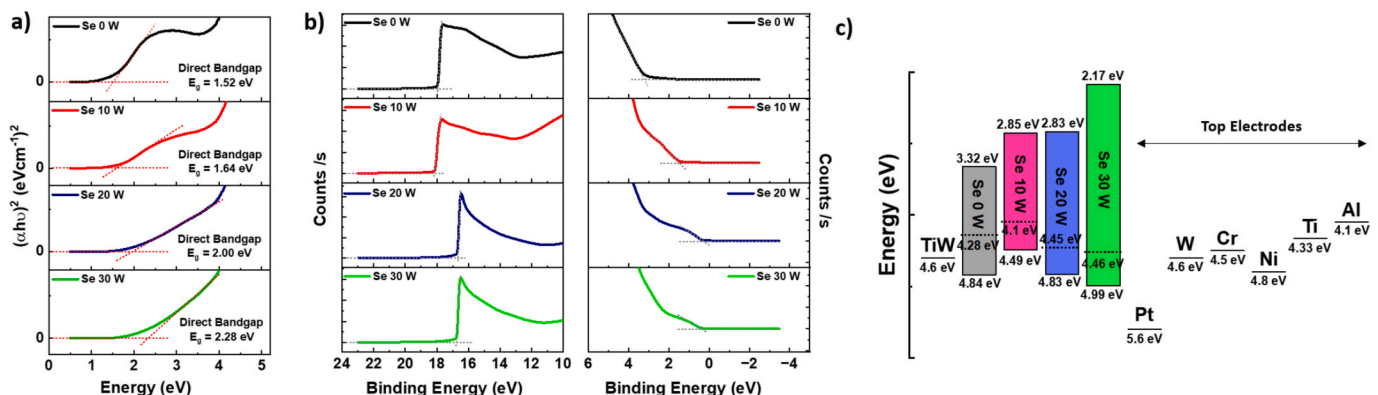 a)
(αhυ)² (eVcm⁻¹)²
Se 0 W
0
Direct Bandgap
E_g = 1.52 eV
Se 10 W
0
Direct Bandgap
E_g = 1.64 eV
Se 20 W
0
Direct Bandgap
E_g = 2.00 eV
Se 30 W
0
Direct Bandgap
E_g = 2.28 eV
0 1 2 3 4 5
Energy (eV)
b)
Counts /s
Se 0 W
Se 10 W
Se 20 W
Se 30 W
24 22 20 18 16 14 12 10
Binding Energy (eV)
Se 0 W
Se 10 W
Se 20 W
Se 30 W
6 4 2 0 −2 −4
Binding Energy (eV)
Counts /s
c)
Energy (eV)
TiW
4.6 eV
3.32 eV
Se 0 W
4.28 eV
4.84 eV
2.85 eV
Se 10 W
4.1 eV
4.49 eV
2.83 eV
Se 20 W
4.45 eV
4.83 eV
2.17 eV
Se 30 W
4.46 eV
4.99 eV
Top Electrodes
Pt
5.6 eV
W
4.6 eV
Cr
4.5 eV
Ni
4.8 eV
Ti
4.33 eV
Al
4.1 eV